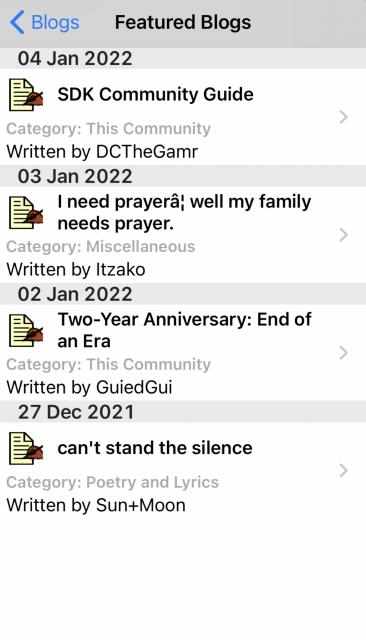 Blogs
Featured Blogs
04 Jan 2022
SDK Community Guide
Category: This Community
Written by DCTheGamr
03 Jan 2022
I need prayerâ¦ well my family
needs prayer.
Category: Miscellaneous
Written by Itzako
02 Jan 2022
Two-Year Anniversary: End of
an Era
Category: This Community
Written by GuiedGui
27 Dec 2021
can't stand the silence
Category: Poetry and Lyrics
Written by Sun+Moon